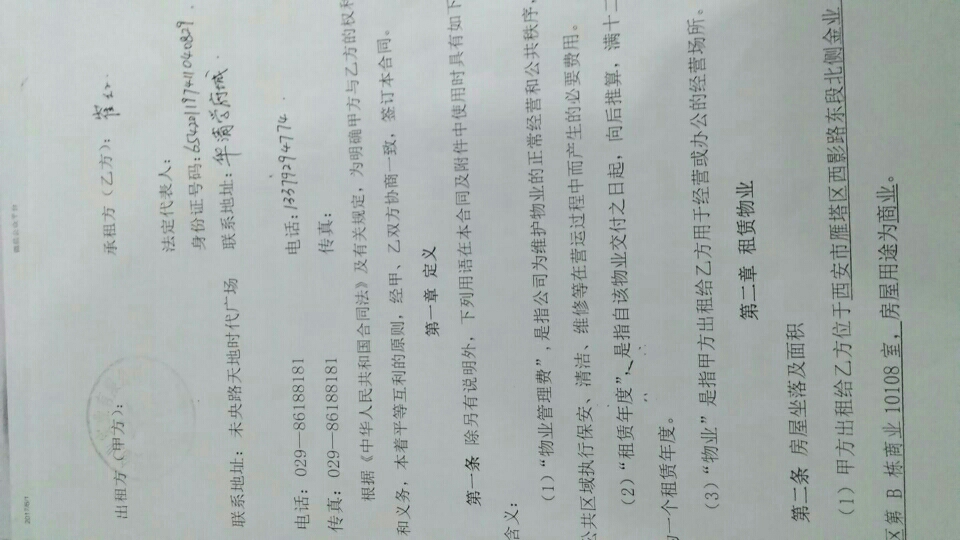 2017/8/1
微信公众平台
出租方（甲方）：
承租方（乙方）：
法定代表人：
身份证号码：654201197411040829
联系地址：未央路天地时代广场
联系地址：华清学府城
电话：029—86188181
电话：13379294774
传真：029—86188181
传真：
根据《中华人民共和国合同法》及有关规定，为明确甲方与乙方的权利
和义务，本着平等互利的原则，经甲、乙双方协商一致，签订本合同。
第一章 定义
第一条 除另有说明外，下列用语在本合同及附件中使用时具有如下
含义：
（1）“物业管理费”,是指公司为维护物业的正常经营和公共秩序，
公共区域执行保安、清洁、维修等在营运过程中而产生的必要费用。
（2）“租赁年度”、是指自该物业交付之日起，向后推算，满十二
为一个租赁年度。
（3）“物业”是指甲方出租给乙方用于经营或办公的经营场所。
第二章 租赁物业
第二条 房屋坐落及面积
（1）甲方出租给乙方位于西安市雁塔区西影路东段北侧金业
区第 B 栋商业 10108 室，房屋用途为商业。